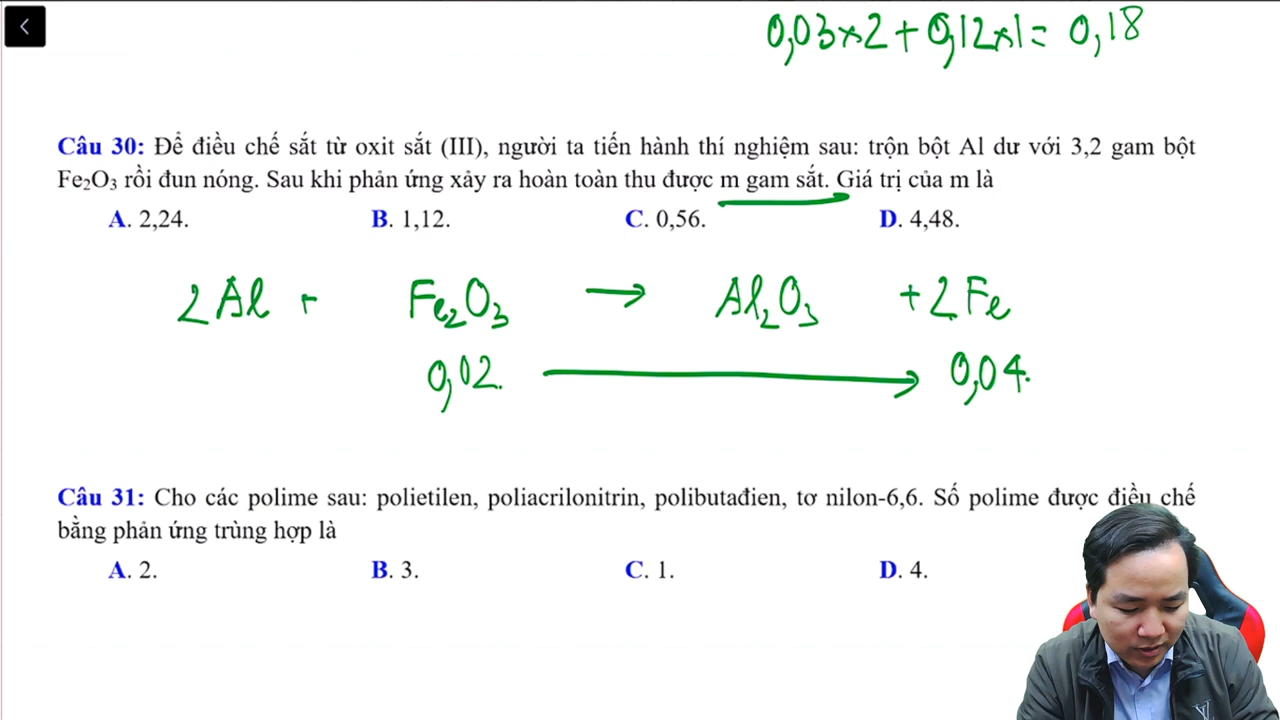 0,03×2 + 0,12×1 = 0,18
Câu 30: Để điều chế sắt từ oxit sắt (III), người ta tiến hành thí nghiệm sau: trộn bột Al dư với 3,2 gam bột
Fe₂O₃ rồi đun nóng. Sau khi phản ứng xảy ra hoàn toàn thu được m gam sắt. Giá trị của m là
A. 2,24. B. 1,12. C. 0,56. D. 4,48.
2Al + Fe₂O₃ → Al₂O₃ + 2Fe
0,02 → 0,04.
Câu 31: Cho các polime sau: polietilen, poliacrilonitrin, polibutađien, tơ nilon-6,6. Số polime được điều chế
bằng phản ứng trùng hợp là
A. 2. B. 3. C. 1. D. 4.